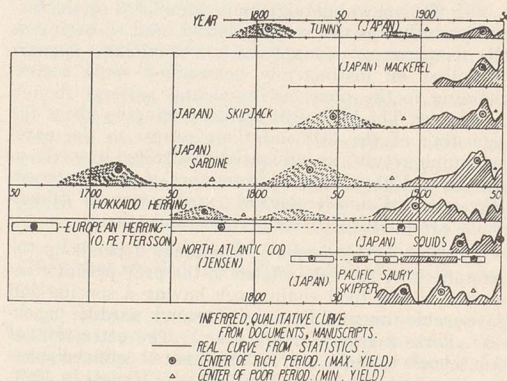 YEAR 1800 50 1900 50
TUNNY (JAPAN)
(JAPAN) MACKEREL
(JAPAN) SKIPJACK
(JAPAN)
SARDINE
50 1700 50 1800 50 1900 50
HOKKAIDO HERRING
EUROPEAN HERRING
(O. PETTERSSON)
NORTH ATLANTIC COD
(JENSEN)
(JAPAN) SQUIDS
(JAPAN) PACIFIC SAURY
SKIPPER
1800
INFERRED, QUALITATIVE CURVE
FROM DOCUMENTS, MANUSCRIPTS.
REAL CURVE FROM STATISTICS.
CENTER OF RICH PERIOD. (MAX. YIELD)
CENTER OF POOR PERIOD. (MIN. YIELD)